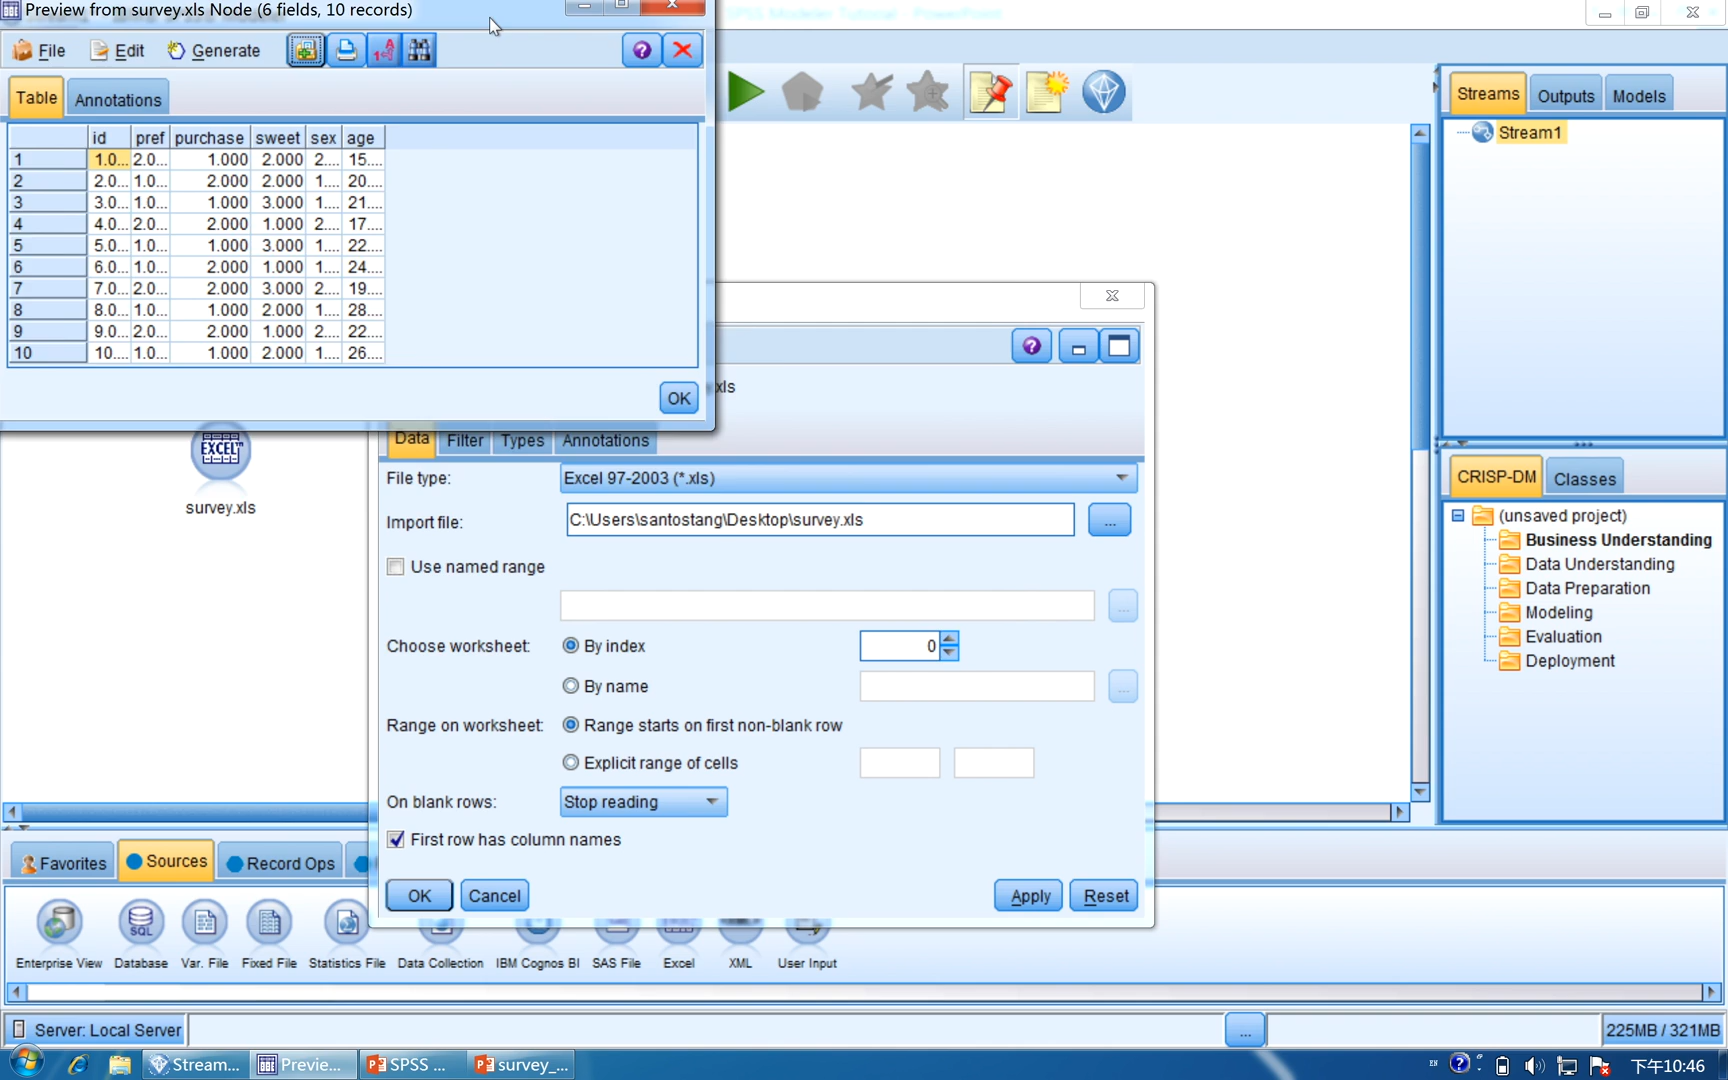 Preview from survey.xls Node (6 fields, 10 records)
File Edit Generate
Table Annotations
id pref purchase sweet sex age
1 1.0... 2.0... 1.000 2.000 2.... 15....
2 2.0... 1.0... 2.000 2.000 1.... 20....
3 3.0... 1.0... 1.000 3.000 1.... 21....
4 4.0... 2.0... 2.000 1.000 2.... 17....
5 5.0... 1.0... 1.000 3.000 1.... 22....
6 6.0... 1.0... 2.000 1.000 1.... 24....
7 7.0... 2.0... 2.000 3.000 2.... 19....
8 8.0... 1.0... 1.000 2.000 1.... 28....
9 9.0... 2.0... 2.000 1.000 2.... 22....
10 10.... 1.0... 1.000 2.000 1.... 26....
OK
xls
EXCEL
survey.xls
Data Filter Types Annotations
File type: Excel 97-2003 (*.xls)
Import file: C:\Users\santostang\Desktop\survey.xls ...
Use named range
...
Choose worksheet: By index 0
By name ...
Range on worksheet: Range starts on first non-blank row
Explicit range of cells
On blank rows: Stop reading
First row has column names
OK Cancel Apply Reset
Streams Outputs Models
Stream1
CRISP-DM Classes
(unsaved project)
Business Understanding
Data Understanding
Data Preparation
Modeling
Evaluation
Deployment
Favorites Sources Record Ops
SQL
Enterprise View Database Var. File Fixed File Statistics File Data Collection IBM Cognos BI SAS File Excel XML User Input
Server: Local Server ... 225MB / 321MB
Stream... Previe... SPSS ... survey_... EN 下午10:46